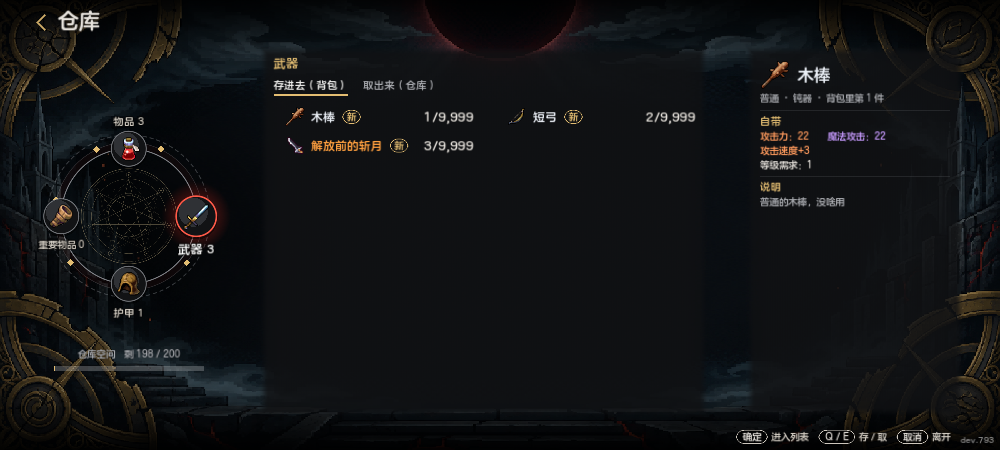 仓库
物品 3
重要物品 0
武器 3
护甲 1
仓库空间 剩 198 / 200
武器
存进去（背包） 取出来（仓库）
木棒 新 1/9,999 短弓 新 2/9,999
解放前的斩月 新 3/9,999
木棒
普通 · 钝器 · 背包里第 1 件
自带
攻击力: 22 魔法攻击: 22
攻击速度+3
等级需求: 1
说明
普通的木棒，没啥用
确定 进入列表 Q / E 存 / 取 取消 离开
dev.793